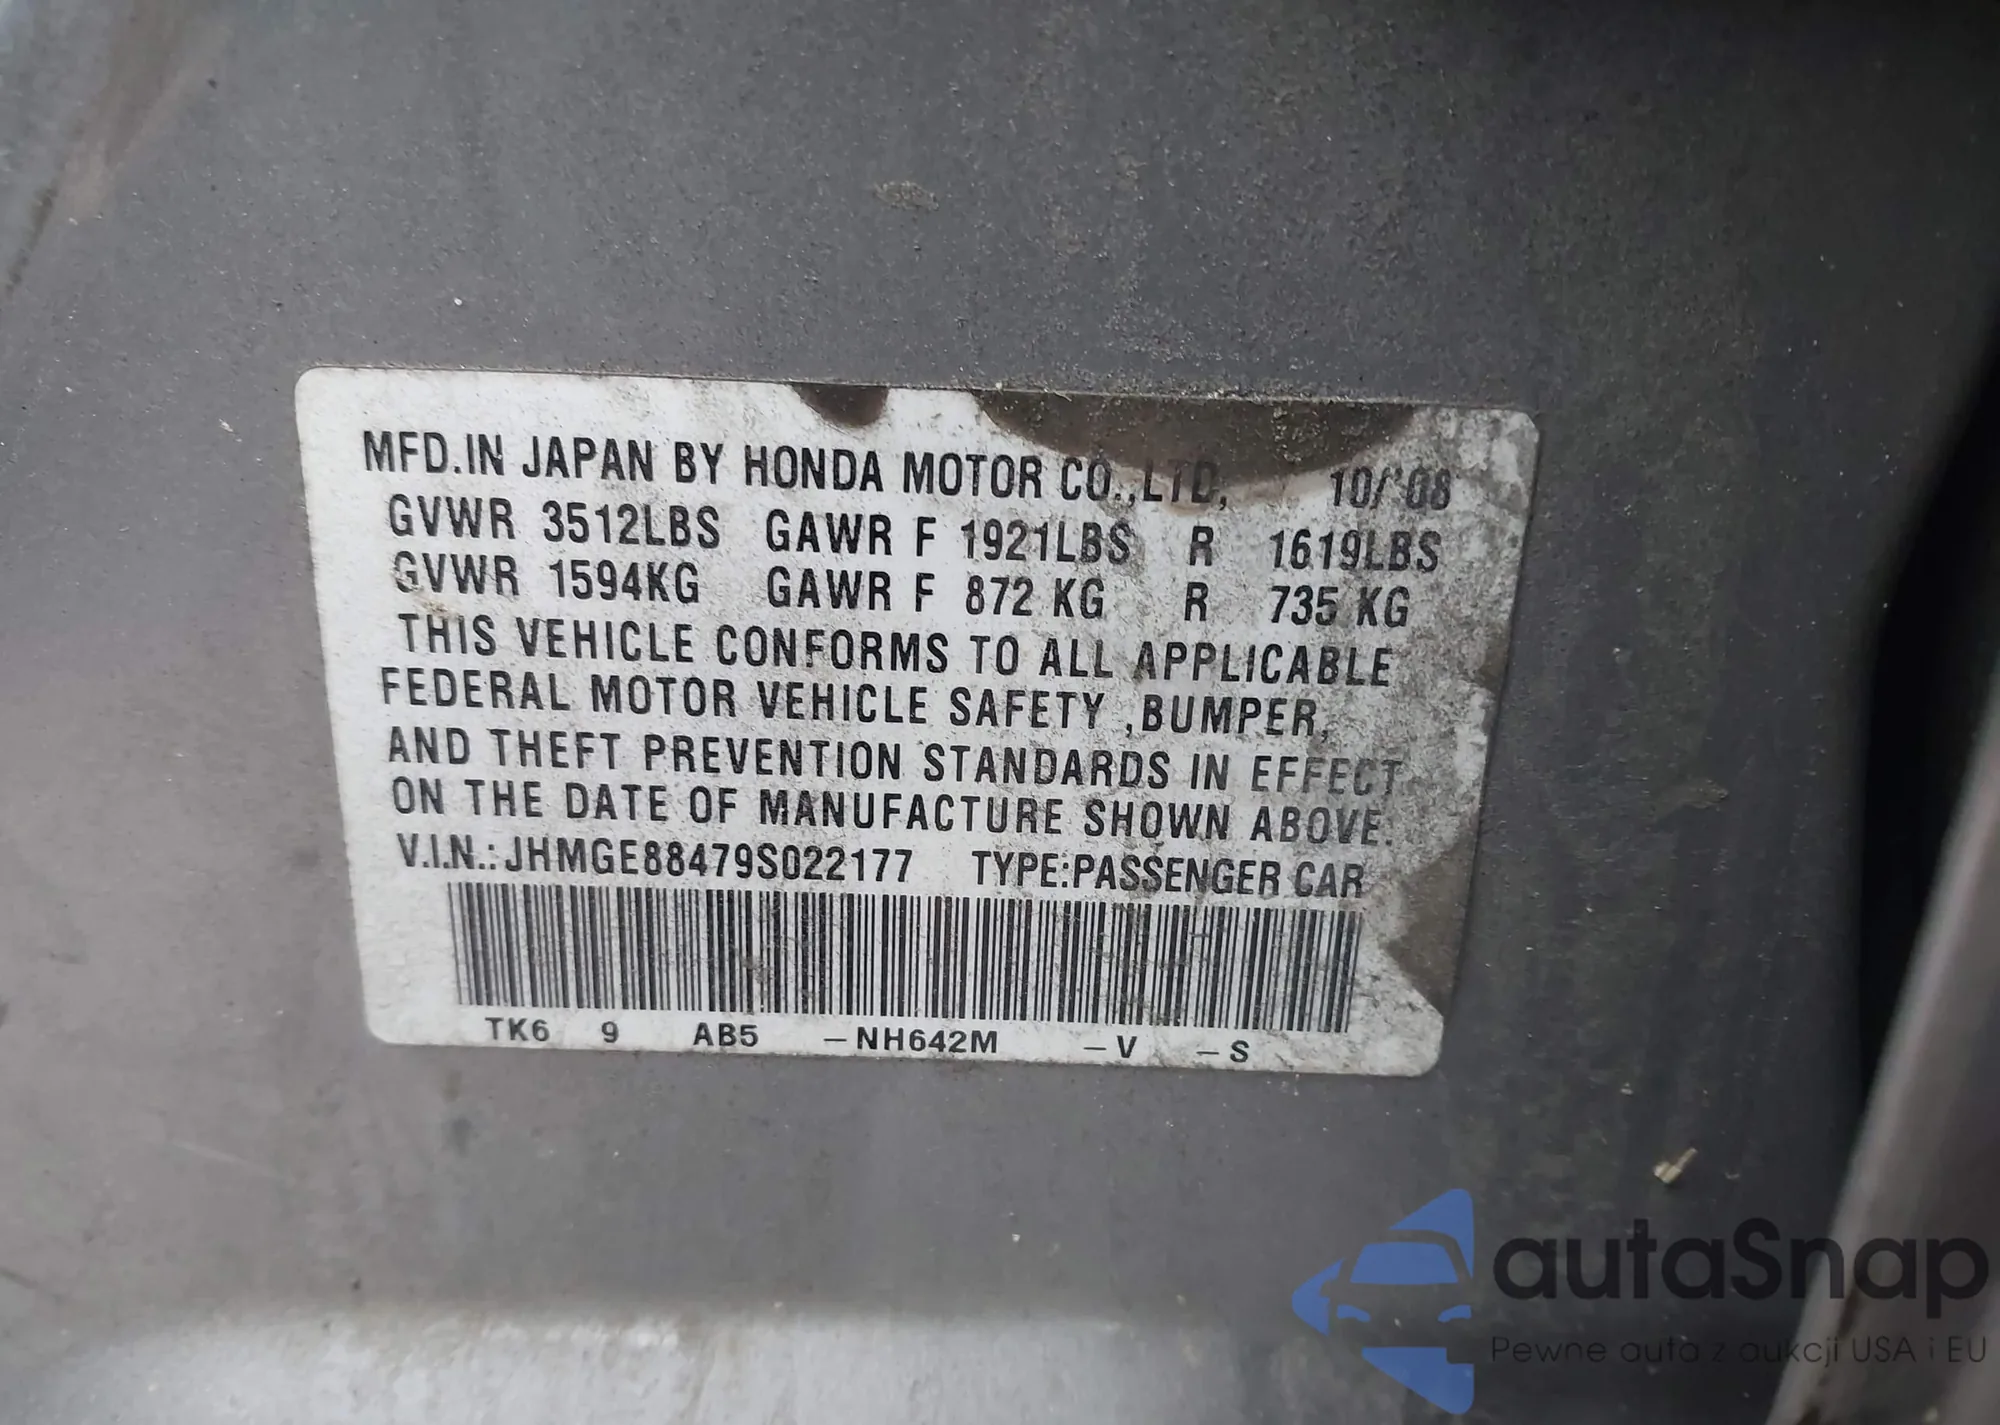 MFD.IN JAPAN BY HONDA MOTOR CO.,LTD, 10/'08
GVWR 3512LBS GAWR F 1921LBS R 1619LBS
GVWR 1594KG GAWR F 872 KG R 735 KG
THIS VEHICLE CONFORMS TO ALL APPLICABLE
FEDERAL MOTOR VEHICLE SAFETY ,BUMPER,
AND THEFT PREVENTION STANDARDS IN EFFECT
ON THE DATE OF MANUFACTURE SHOWN ABOVE.
V.I.N.: JHMGE88479S022177 TYPE:PASSENGER CAR
TK6 9 AB5 –NH642M –V –S
autaSnap
Pewne auta z aukcji USA i EU